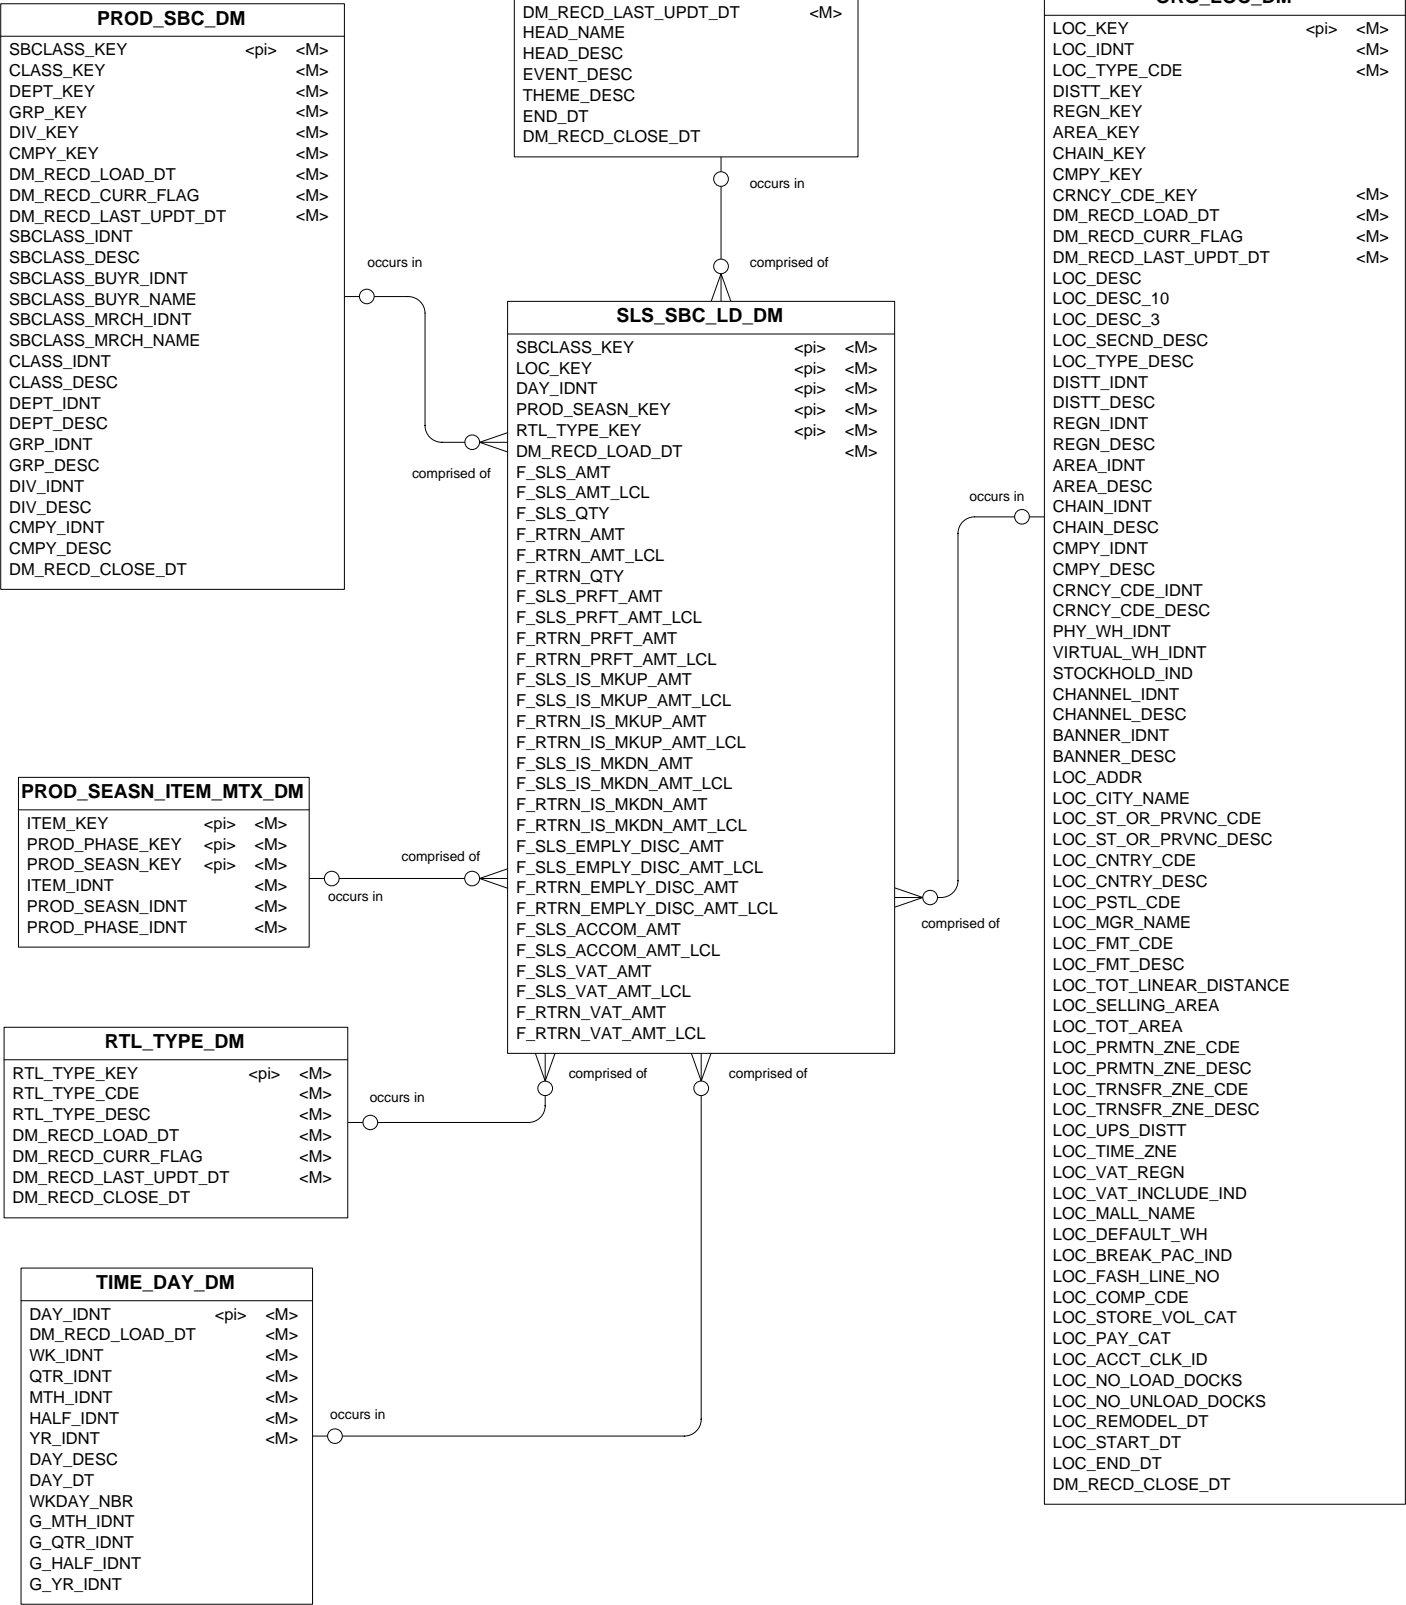 PROD_SBC_DM
SBCLASS_KEY <pi> <M>
CLASS_KEY <M>
DEPT_KEY <M>
GRP_KEY <M>
DIV_KEY <M>
CMPY_KEY <M>
DM_RECD_LOAD_DT <M>
DM_RECD_CURR_FLAG <M>
DM_RECD_LAST_UPDT_DT <M>
SBCLASS_IDNT
SBCLASS_DESC
SBCLASS_BUYR_IDNT
SBCLASS_BUYR_NAME
SBCLASS_MRCH_IDNT
SBCLASS_MRCH_NAME
CLASS_IDNT
CLASS_DESC
DEPT_IDNT
DEPT_DESC
GRP_IDNT
GRP_DESC
DIV_IDNT
DIV_DESC
CMPY_IDNT
CMPY_DESC
DM_RECD_CLOSE_DT
occurs in
comprised of
DM_RECD_LAST_UPDT_DT <M>
HEAD_NAME
HEAD_DESC
EVENT_DESC
THEME_DESC
END_DT
DM_RECD_CLOSE_DT
occurs in
comprised of
SLS_SBC_LD_DM
SBCLASS_KEY <pi> <M>
LOC_KEY <pi> <M>
DAY_IDNT <pi> <M>
PROD_SEASN_KEY <pi> <M>
RTL_TYPE_KEY <pi> <M>
DM_RECD_LOAD_DT <M>
F_SLS_AMT
F_SLS_AMT_LCL
F_SLS_QTY
F_RTRN_AMT
F_RTRN_AMT_LCL
F_RTRN_QTY
F_SLS_PRFT_AMT
F_SLS_PRFT_AMT_LCL
F_RTRN_PRFT_AMT
F_RTRN_PRFT_AMT_LCL
F_SLS_IS_MKUP_AMT
F_SLS_IS_MKUP_AMT_LCL
F_RTRN_IS_MKUP_AMT
F_RTRN_IS_MKUP_AMT_LCL
F_SLS_IS_MKDN_AMT
F_SLS_IS_MKDN_AMT_LCL
F_RTRN_IS_MKDN_AMT
F_RTRN_IS_MKDN_AMT_LCL
F_SLS_EMPLY_DISC_AMT
F_SLS_EMPLY_DISC_AMT_LCL
F_RTRN_EMPLY_DISC_AMT
F_RTRN_EMPLY_DISC_AMT_LCL
F_SLS_ACCOM_AMT
F_SLS_ACCOM_AMT_LCL
F_SLS_VAT_AMT
F_SLS_VAT_AMT_LCL
F_RTRN_VAT_AMT
F_RTRN_VAT_AMT_LCL
PROD_SEASN_ITEM_MTX_DM
ITEM_KEY <pi> <M>
PROD_PHASE_KEY <pi> <M>
PROD_SEASN_KEY <pi> <M>
ITEM_IDNT <M>
PROD_SEASN_IDNT <M>
PROD_PHASE_IDNT <M>
comprised of
occurs in
RTL_TYPE_DM
RTL_TYPE_KEY <pi> <M>
RTL_TYPE_CDE <M>
RTL_TYPE_DESC <M>
DM_RECD_LOAD_DT <M>
DM_RECD_CURR_FLAG <M>
DM_RECD_LAST_UPDT_DT <M>
DM_RECD_CLOSE_DT
occurs in
comprised of
comprised of
TIME_DAY_DM
DAY_IDNT <pi> <M>
DM_RECD_LOAD_DT <M>
WK_IDNT <M>
QTR_IDNT <M>
MTH_IDNT <M>
HALF_IDNT <M>
YR_IDNT <M>
DAY_DESC
DAY_DT
WKDAY_NBR
G_MTH_IDNT
G_QTR_IDNT
G_HALF_IDNT
G_YR_IDNT
occurs in
occurs in
comprised of
LOC_KEY <pi> <M>
LOC_IDNT <M>
LOC_TYPE_CDE <M>
DISTT_KEY
REGN_KEY
AREA_KEY
CHAIN_KEY
CMPY_KEY
CRNCY_CDE_KEY <M>
DM_RECD_LOAD_DT <M>
DM_RECD_CURR_FLAG <M>
DM_RECD_LAST_UPDT_DT <M>
LOC_DESC
LOC_DESC_10
LOC_DESC_3
LOC_SECND_DESC
LOC_TYPE_DESC
DISTT_IDNT
DISTT_DESC
REGN_IDNT
REGN_DESC
AREA_IDNT
AREA_DESC
CHAIN_IDNT
CHAIN_DESC
CMPY_IDNT
CMPY_DESC
CRNCY_CDE_IDNT
CRNCY_CDE_DESC
PHY_WH_IDNT
VIRTUAL_WH_IDNT
STOCKHOLD_IND
CHANNEL_IDNT
CHANNEL_DESC
BANNER_IDNT
BANNER_DESC
LOC_ADDR
LOC_CITY_NAME
LOC_ST_OR_PRVNC_CDE
LOC_ST_OR_PRVNC_DESC
LOC_CNTRY_CDE
LOC_CNTRY_DESC
LOC_PSTL_CDE
LOC_MGR_NAME
LOC_FMT_CDE
LOC_FMT_DESC
LOC_TOT_LINEAR_DISTANCE
LOC_SELLING_AREA
LOC_TOT_AREA
LOC_PRMTN_ZNE_CDE
LOC_PRMTN_ZNE_DESC
LOC_TRNSFR_ZNE_CDE
LOC_TRNSFR_ZNE_DESC
LOC_UPS_DISTT
LOC_TIME_ZNE
LOC_VAT_REGN
LOC_VAT_INCLUDE_IND
LOC_MALL_NAME
LOC_DEFAULT_WH
LOC_BREAK_PAC_IND
LOC_FASH_LINE_NO
LOC_COMP_CDE
LOC_STORE_VOL_CAT
LOC_PAY_CAT
LOC_ACCT_CLK_ID
LOC_NO_LOAD_DOCKS
LOC_NO_UNLOAD_DOCKS
LOC_REMODEL_DT
LOC_START_DT
LOC_END_DT
DM_RECD_CLOSE_DT